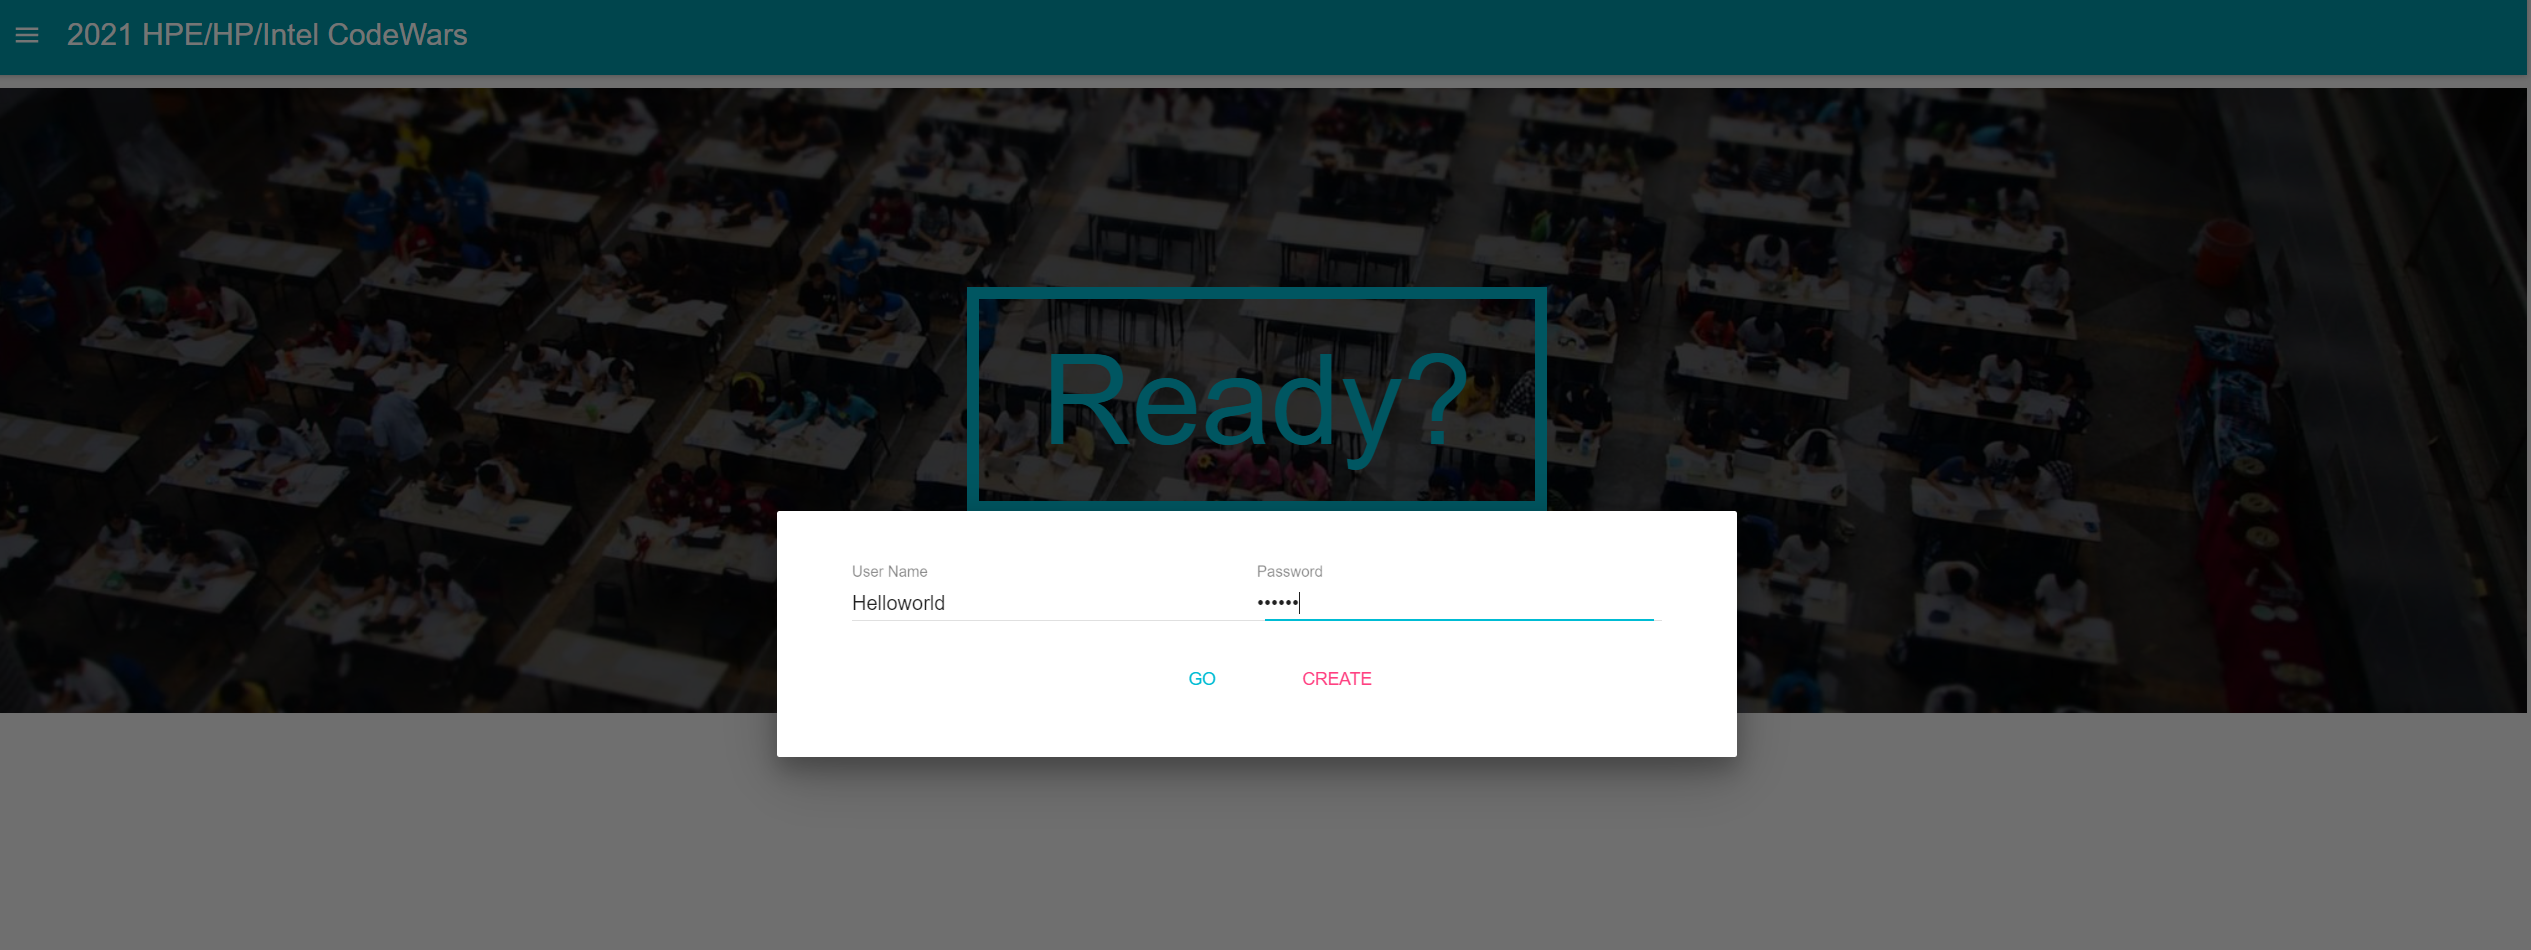 2021 HPE/HP/Intel CodeWars
Ready?
User Name
Password
Helloworld
••••••
GO
CREATE